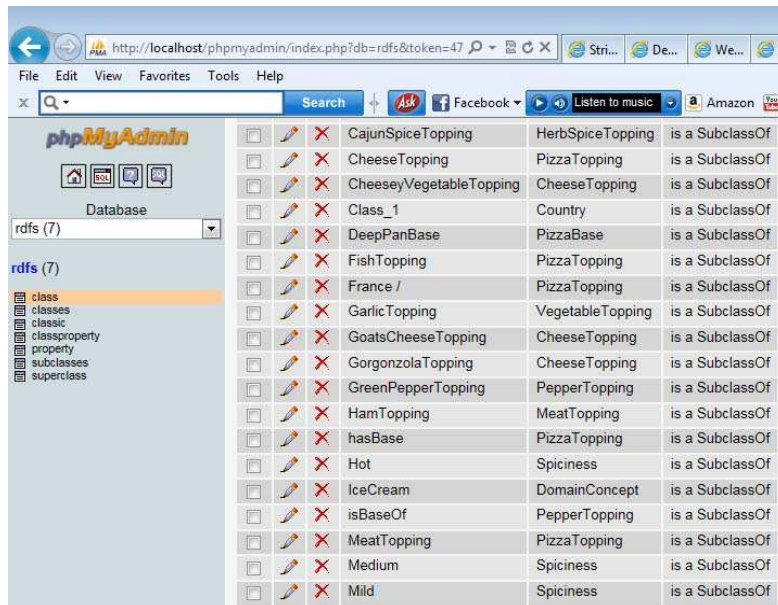 http://localhost/phpmyadmin/index.php?db=rdfs&token=47
Stri...
De...
We...
File Edit View Favorites Tools Help
x Search Ask Facebook Listen to music Amazon You Tube
phpMyAdmin
SQL
Database
rdfs (7)
rdfs (7)
class
classes
classic
classproperty
property
subclasses
superclass
CajunSpiceTopping HerbSpiceTopping is a SubclassOf
CheeseTopping PizzaTopping is a SubclassOf
CheeseyVegetableTopping CheeseTopping is a SubclassOf
Class_1 Country is a SubclassOf
DeepPanBase PizzaBase is a SubclassOf
FishTopping PizzaTopping is a SubclassOf
France / PizzaTopping is a SubclassOf
GarlicTopping VegetableTopping is a SubclassOf
GoatsCheeseTopping CheeseTopping is a SubclassOf
GorgonzolaTopping CheeseTopping is a SubclassOf
GreenPepperTopping PepperTopping is a SubclassOf
HamTopping MeatTopping is a SubclassOf
hasBase PizzaTopping is a SubclassOf
Hot Spiciness is a SubclassOf
IceCream DomainConcept is a SubclassOf
isBaseOf PepperTopping is a SubclassOf
MeatTopping PizzaTopping is a SubclassOf
Medium Spiciness is a SubclassOf
Mild Spiciness is a SubclassOf